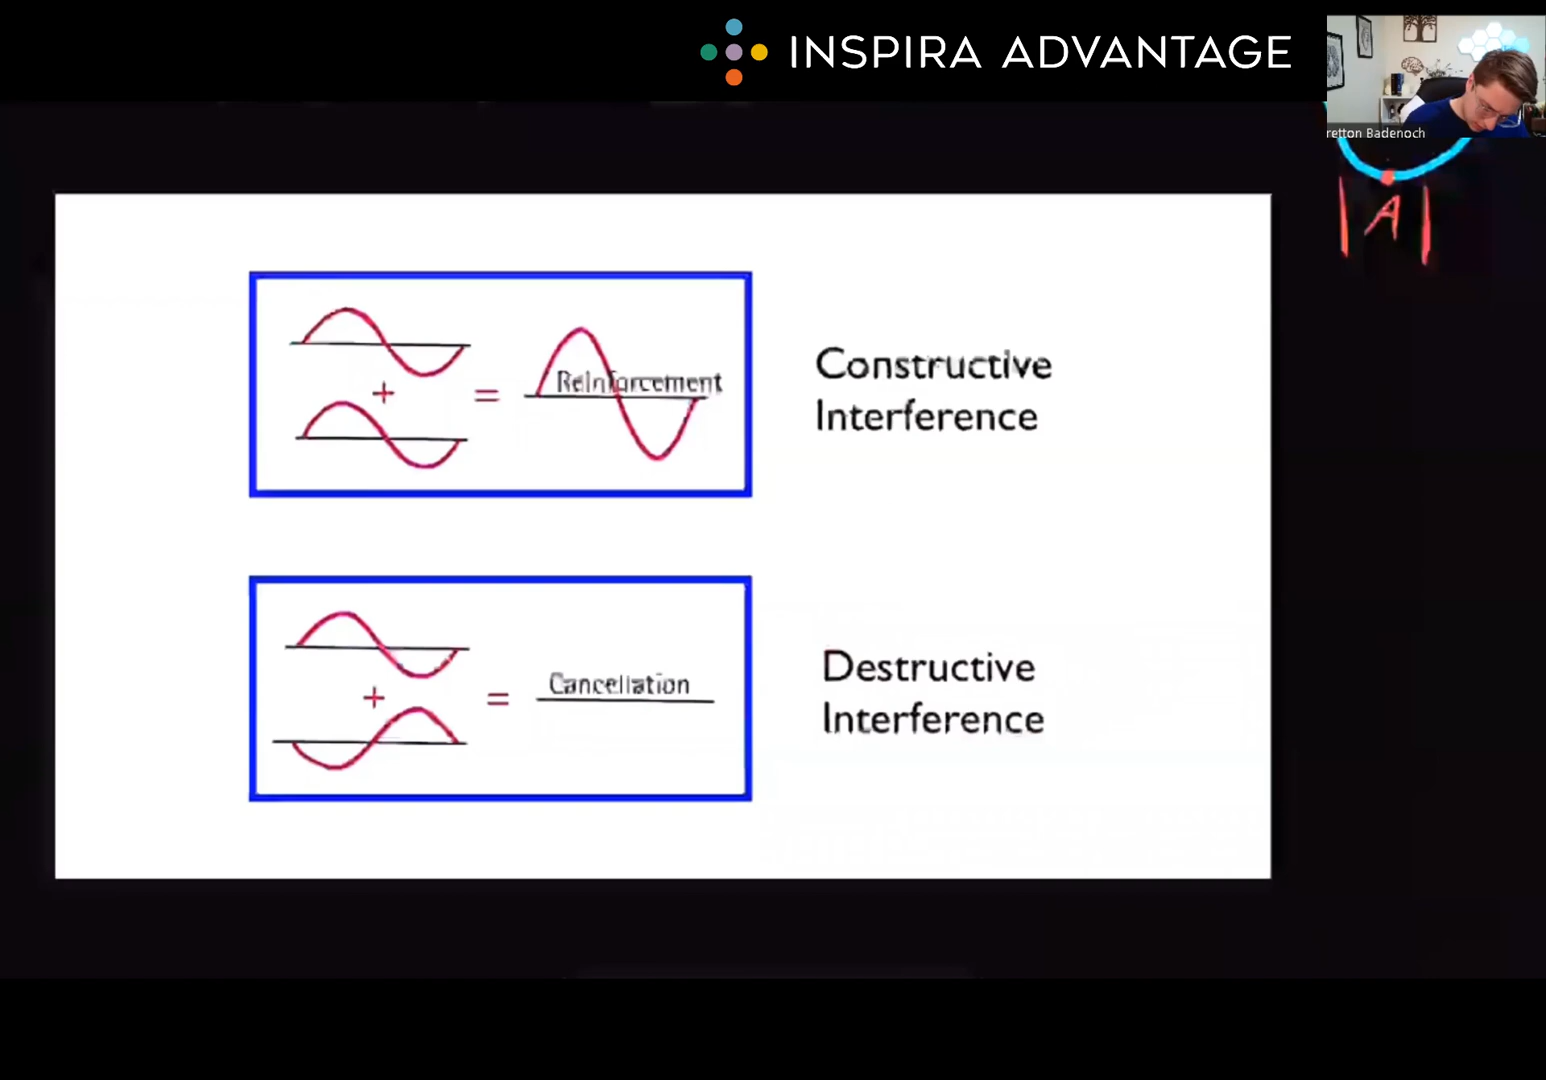 INSPIRA ADVANTAGE
retton Badenoch
|A|
Reinforcement
+
=
Constructive
Interference
Cancellation
+
=
Destructive
Interference